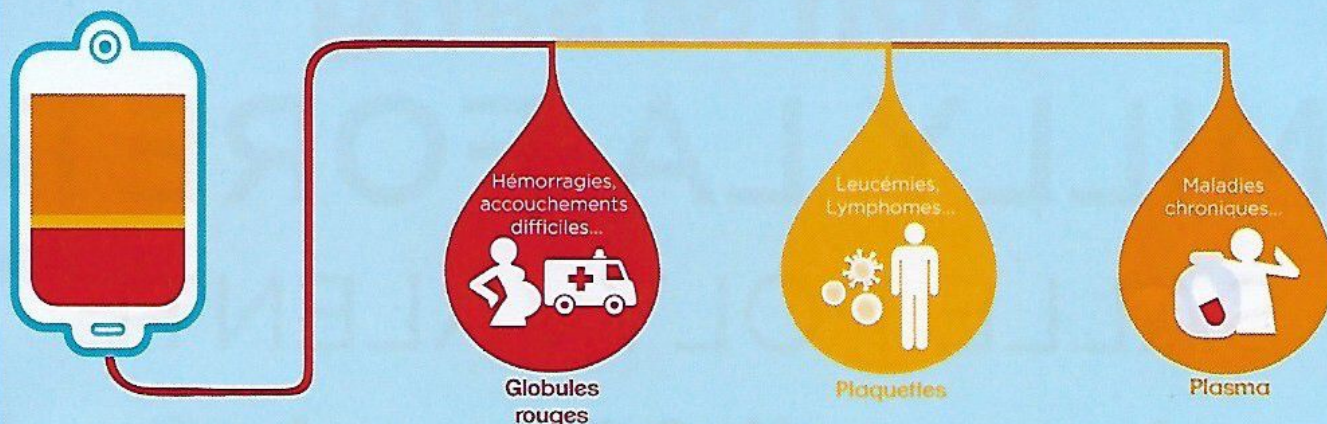 Hémorragies,
accouchements
difficiles...
Globules
rouges
Leucémies,
Lymphomes...
Plaquettes
Maladies
chroniques...
Plasma